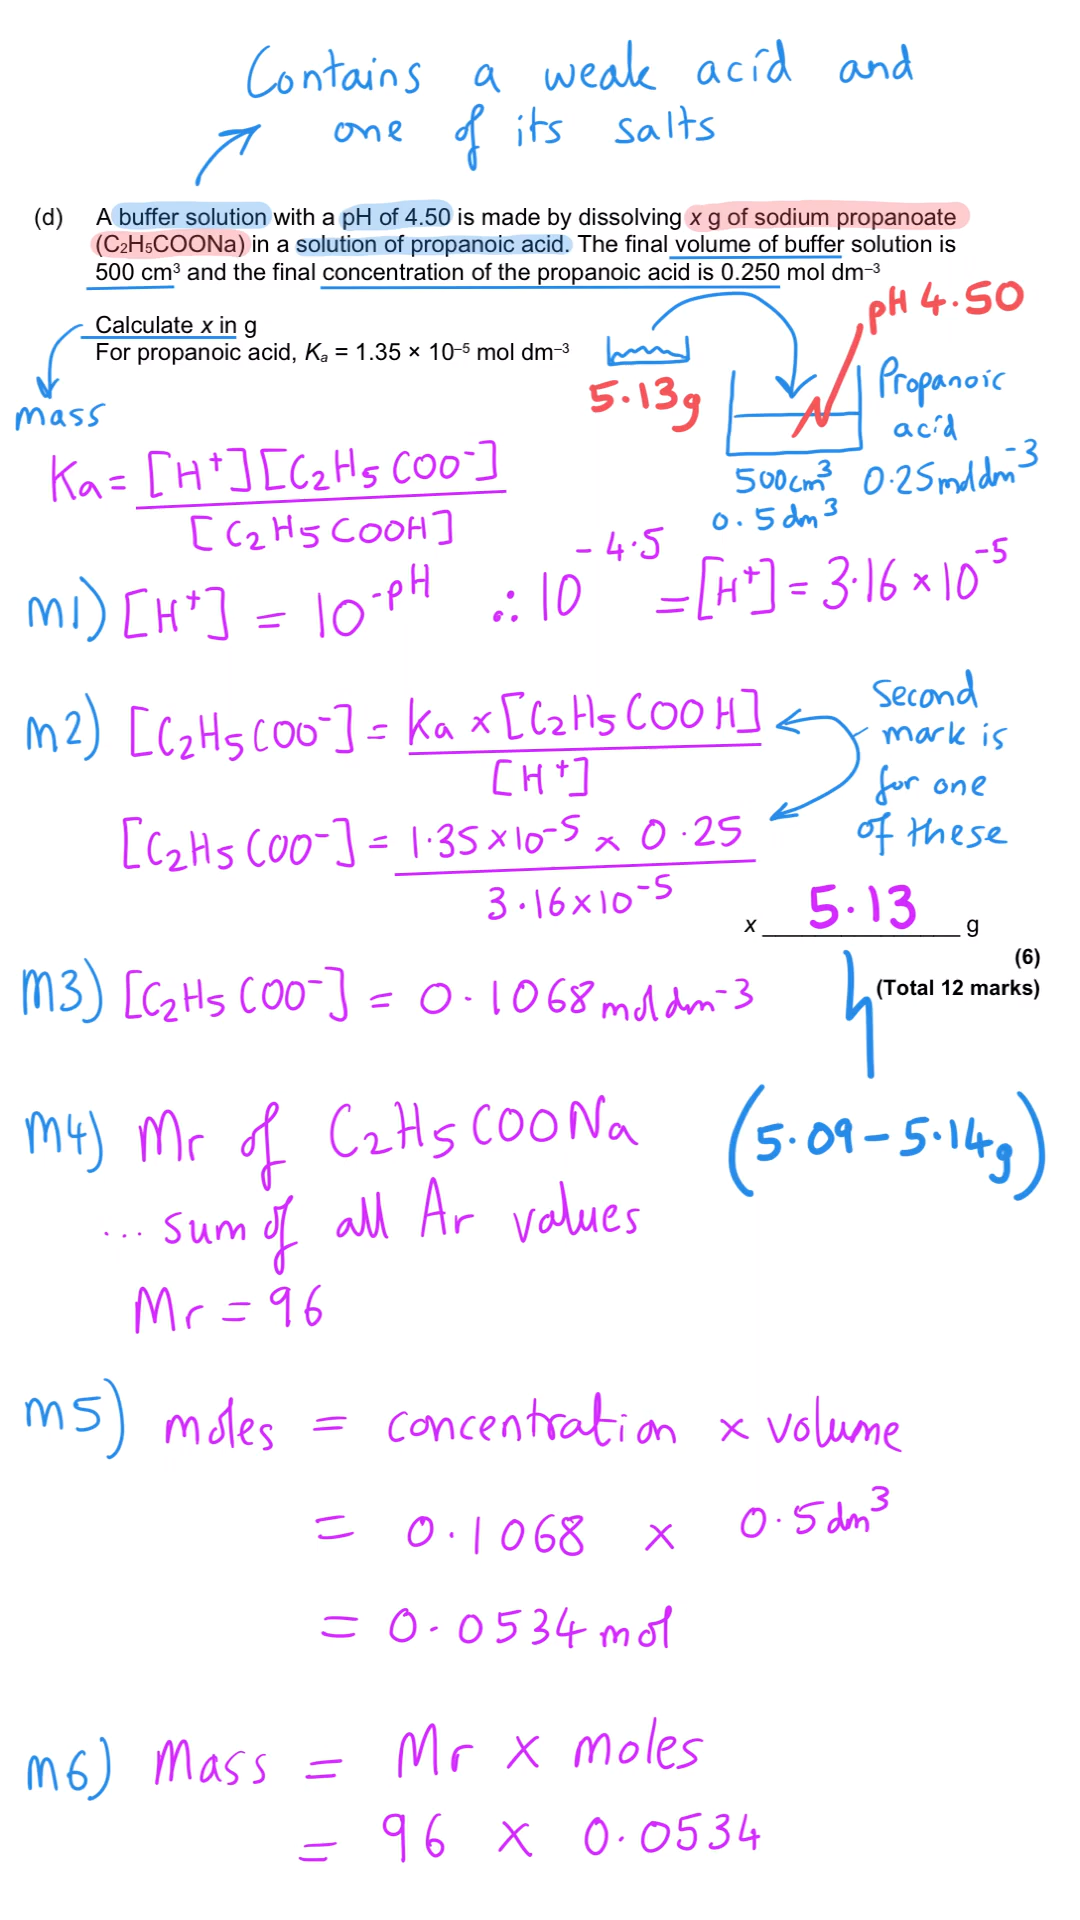 Contains a weak acid and
one of its salts
(d) A buffer solution with a pH of 4.50 is made by dissolving x g of sodium propanoate
(C₂H₅COONa) in a solution of propanoic acid. The final volume of buffer solution is
500 cm³ and the final concentration of the propanoic acid is 0.250 mol dm⁻³
pH 4.50
Calculate x in g
For propanoic acid, Kₐ = 1.35 × 10⁻⁵ mol dm⁻³
mass
5.13g
Propanoic
acid
500cm³ 0.25moldm⁻³
0.5dm³
Ka = [H⁺][C₂H₅COO⁻]
[C₂H₅COOH]
m1) [H⁺] = 10^-pH ∴ 10^-4.5 = [H⁺] = 3.16 × 10⁻⁵
m2) [C₂H₅COO⁻] = Ka × [C₂H₅COOH]
[H⁺]
Second
mark is
for one
of these
[C₂H₅COO⁻] = 1.35×10⁻⁵ × 0.25
3.16×10⁻⁵
x 5.13 g
(6)
(Total 12 marks)
m3) [C₂H₅COO⁻] = 0.1068 moldm⁻³
m4) Mr of C₂H₅COONa
(5.09 – 5.14g)
... sum of all Ar values
Mr = 96
m5) moles = concentration × volume
= 0.1068 × 0.5dm³
= 0.0534 mol
m6) Mass = Mr × moles
= 96 × 0.0534